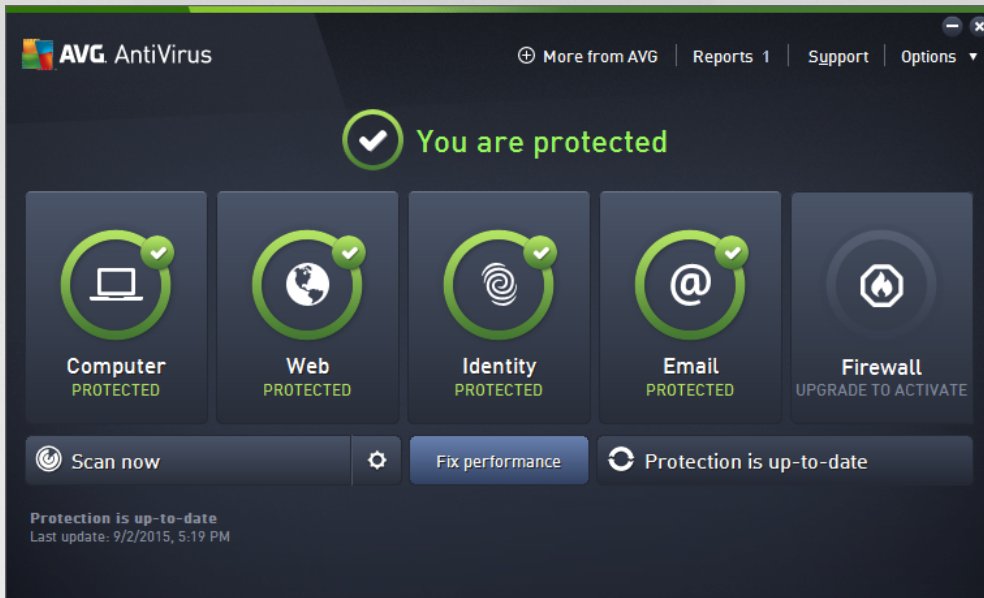 AVG AntiVirus
More from AVG Reports 1 Support Options
You are protected
Computer
PROTECTED
Web
PROTECTED
Identity
PROTECTED
@
Email
PROTECTED
Firewall
UPGRADE TO ACTIVATE
Scan now
Fix performance
Protection is up-to-date
Protection is up-to-date
Last update: 9/2/2015, 5:19 PM